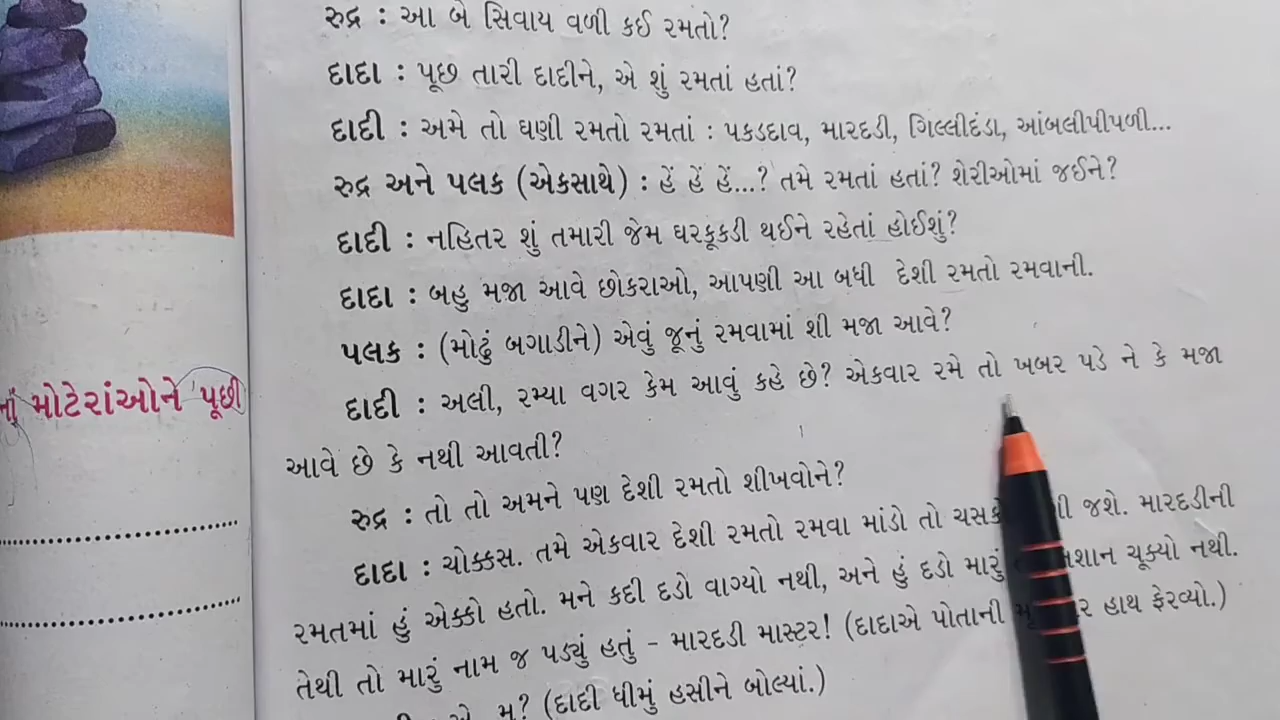 રુદ્ર : આ બે સિવાય વળી કઈ રમતો?
દાદા : પૂછ તારી દાદીને, એ શું રમતાં હતાં?
દાદી : અમે તો ઘણી રમતો રમતાં : પકડદાવ, મારદડી, ગિલ્લીદંડા, આંબલીપીપળી...
રુદ્ર અને પલક (એકસાથે) : હેં હેં હેં...? તમે રમતાં હતાં? શેરીઓમાં જઈને?
દાદી : નહિતર શું તમારી જેમ ઘરકૂકડી થઈને રહેતાં હોઈશું?
દાદા : બહુ મજા આવે છોકરાઓ, આપણી આ બધી દેશી રમતો રમવાની.
પલક : (મોઢું બગાડીને) એવું જૂનું રમવામાં શી મજા આવે?
દાદી : અલી, રમ્યા વગર કેમ આવું કહે છે? એકવાર રમે તો ખબર પડે ને કે મજા
આવે છે કે નથી આવતી?
રુદ્ર : તો તો અમને પણ દેશી રમતો શીખવોને?
દાદા : ચોક્કસ. તમે એકવાર દેશી રમતો રમવા માંડો તો જશે. મારદડીની
રમતમાં હું એક્કો હતો. મને કદી દડો વાગ્યો નથી, અને હું દડો મારું ચૂક્યો નથી.
તેથી તો મારું નામ જ પડ્યું હતું – મારદડી માસ્ટર! (દાદાએ પોતાની હાથ ફેરવ્યો.)
(દાદી ધીમું હસીને બોલ્યાં.)
મોટેરાંઓને પૂછી